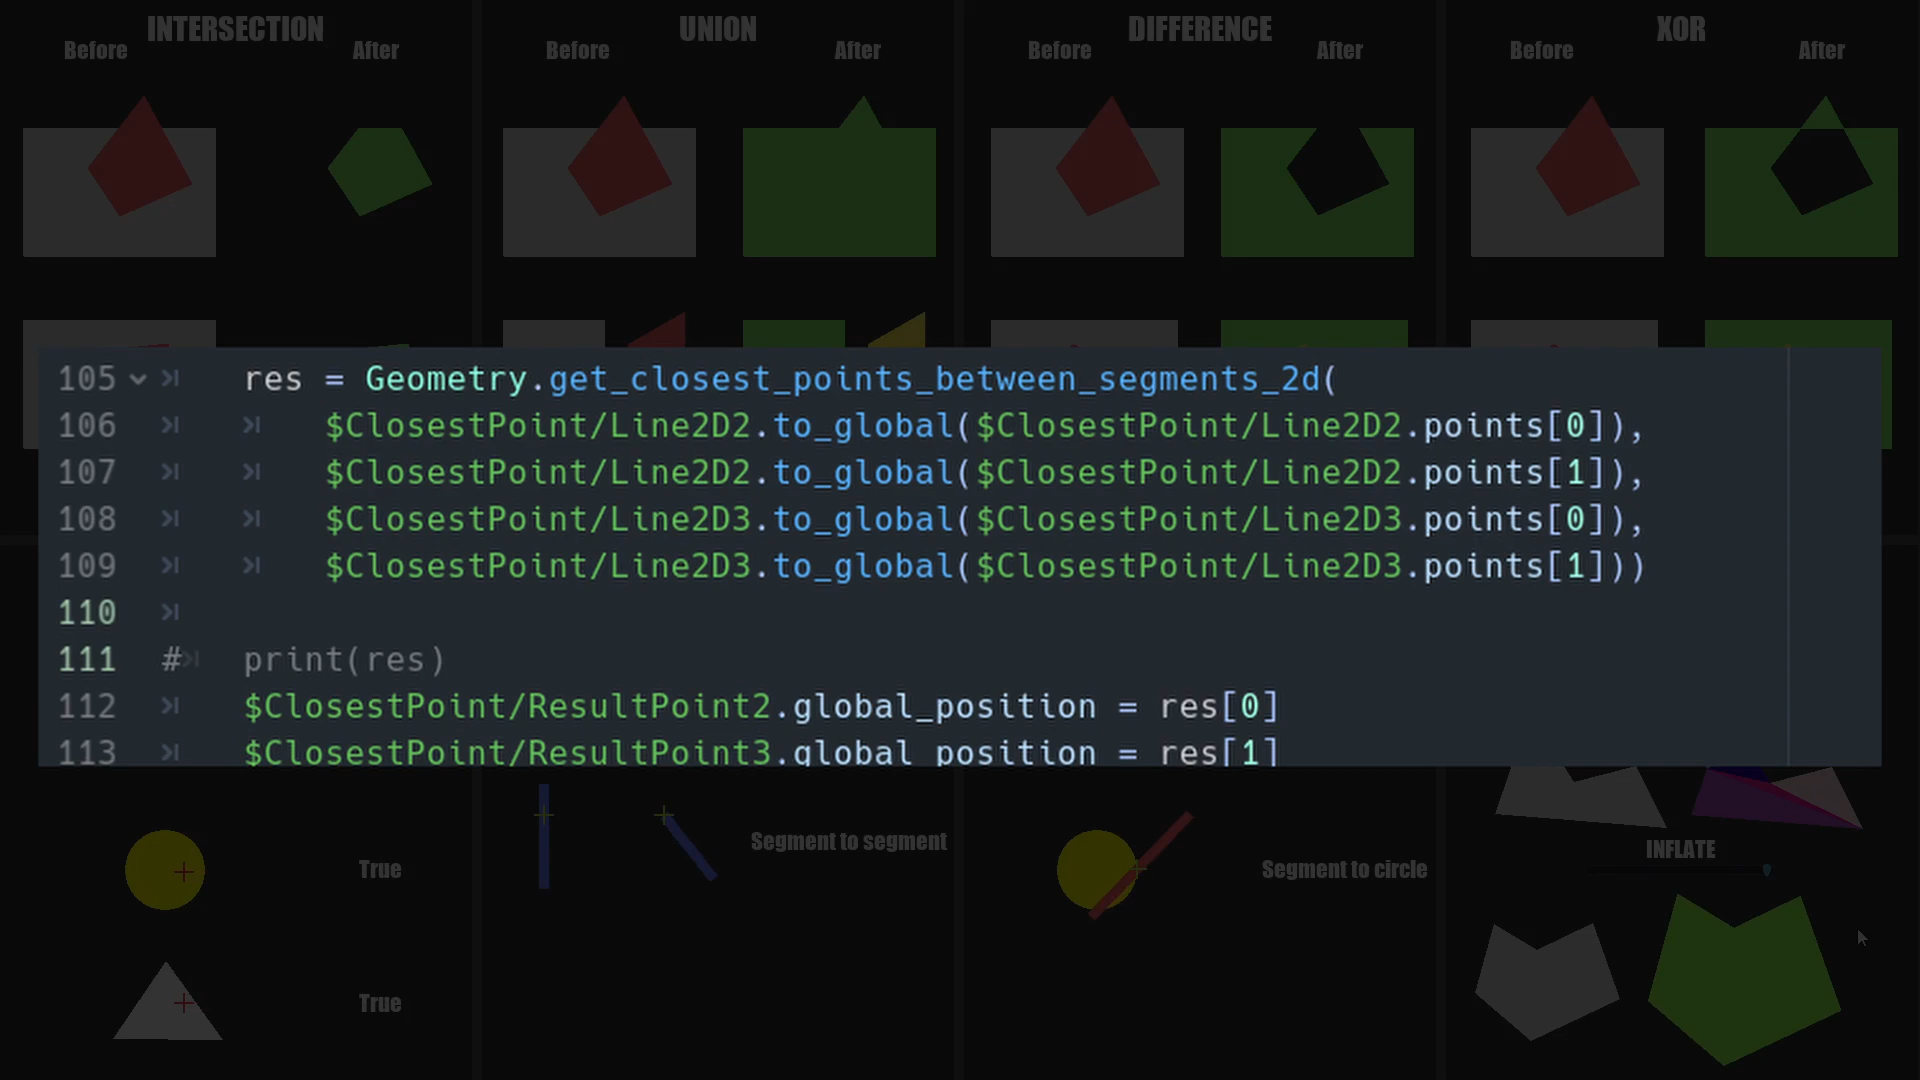 INTERSECTION
Before After
UNION
Before After
DIFFERENCE
Before After
XOR
Before After
105 res = Geometry.get_closest_points_between_segments_2d(
106 $ClosestPoint/Line2D2.to_global($ClosestPoint/Line2D2.points[0]),
107 $ClosestPoint/Line2D2.to_global($ClosestPoint/Line2D2.points[1]),
108 $ClosestPoint/Line2D3.to_global($ClosestPoint/Line2D3.points[0]),
109 $ClosestPoint/Line2D3.to_global($ClosestPoint/Line2D3.points[1]))
110
111 # print(res)
112 $ClosestPoint/ResultPoint2.global_position = res[0]
113 $ClosestPoint/ResultPoint3.global_position = res[1]
True
Segment to segment
Segment to circle
INFLATE
True